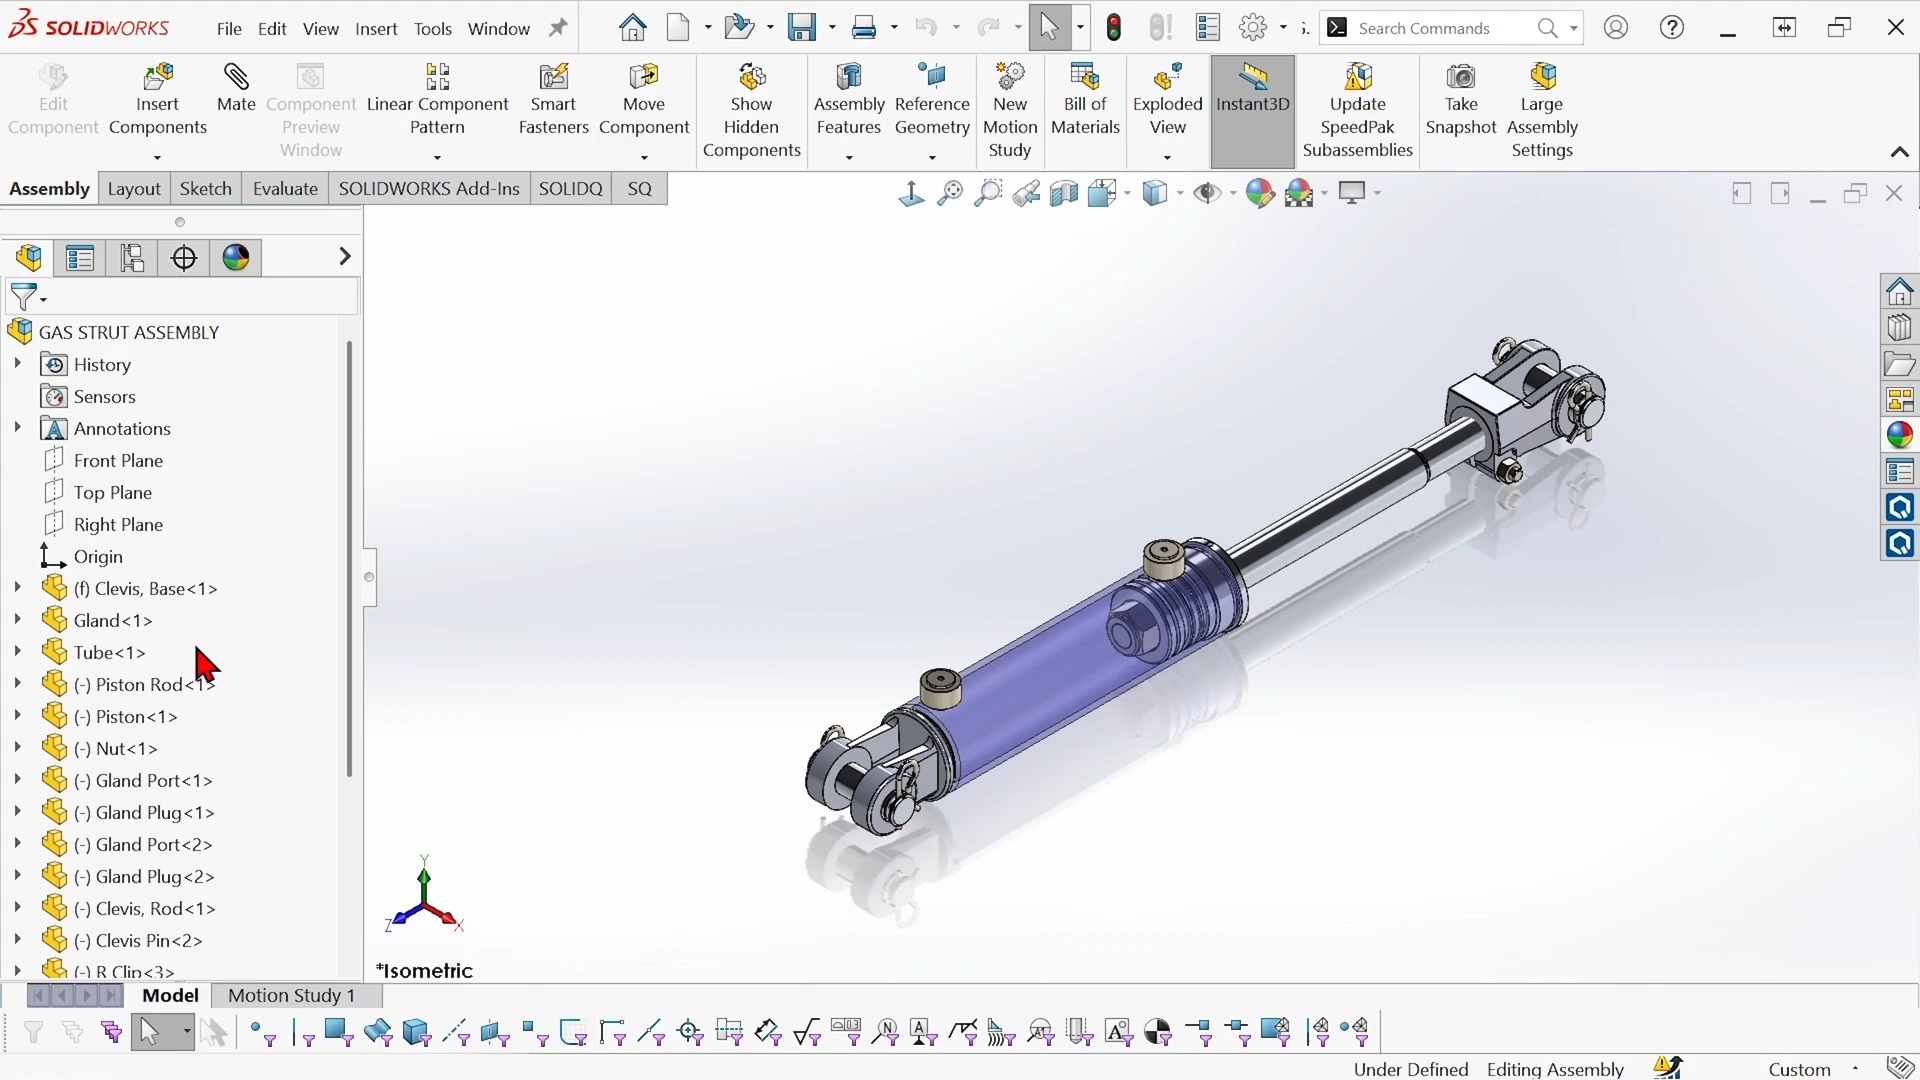 SOLIDWORKS
File Edit View Insert Tools Window
Search Commands
Edit Component
Insert Components
Mate
Component Preview Window
Linear Component Pattern
Smart Fasteners
Move Component
Show Hidden Components
Assembly Features
Reference Geometry
New Motion Study
Bill of Materials
Exploded View
Instant3D
Update SpeedPak Subassemblies
Take Snapshot
Large Assembly Settings
Assembly Layout Sketch Evaluate SOLIDWORKS Add-Ins SOLIDQ SQ
GAS STRUT ASSEMBLY
History
Sensors
Annotations
Front Plane
Top Plane
Right Plane
Origin
(f) Clevis, Base<1>
Gland<1>
Tube<1>
(-) Piston Rod<1>
(-) Piston<1>
(-) Nut<1>
(-) Gland Port<1>
(-) Gland Plug<1>
(-) Gland Port<2>
(-) Gland Plug<2>
(-) Clevis, Rod<1>
(-) Clevis Pin<2>
(-) R Clip<3>
Y
Z
X
*Isometric
Model Motion Study 1
Under Defined Editing Assembly Custom